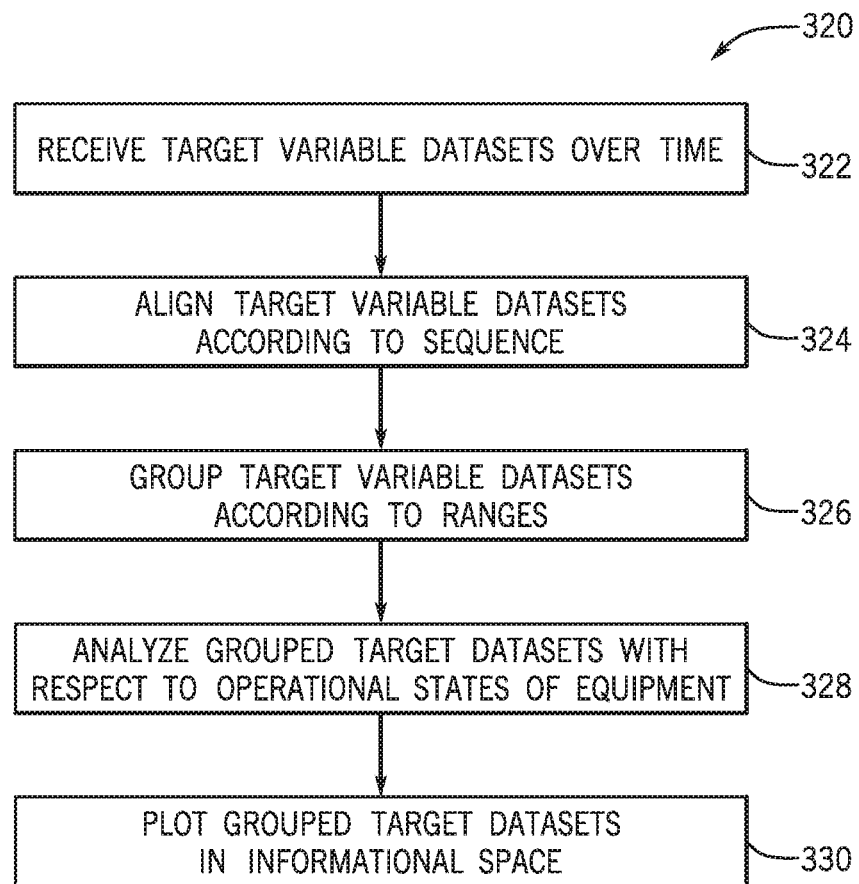 320
RECEIVE TARGET VARIABLE DATASETS OVER TIME
322
ALIGN TARGET VARIABLE DATASETS
ACCORDING TO SEQUENCE
324
GROUP TARGET VARIABLE DATASETS
ACCORDING TO RANGES
326
ANALYZE GROUPED TARGET DATASETS WITH
RESPECT TO OPERATIONAL STATES OF EQUIPMENT
328
PLOT GROUPED TARGET DATASETS
IN INFORMATIONAL SPACE
330